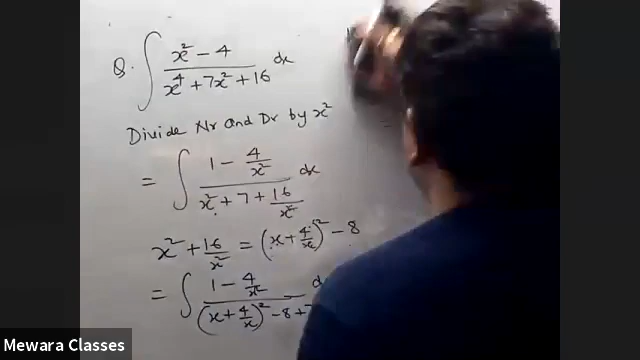 Q. ∫ x² - 4 / x⁴ + 7x² + 16 dx
Divide Nr and Dr by x²
= ∫ 1 - 4/x² / x² + 7 + 16/x² dx
x² + 16/x² = (x + 4/x)² - 8
= ∫ 1 - 4/x² / (x + 4/x)² - 8 +
Mewara Classes